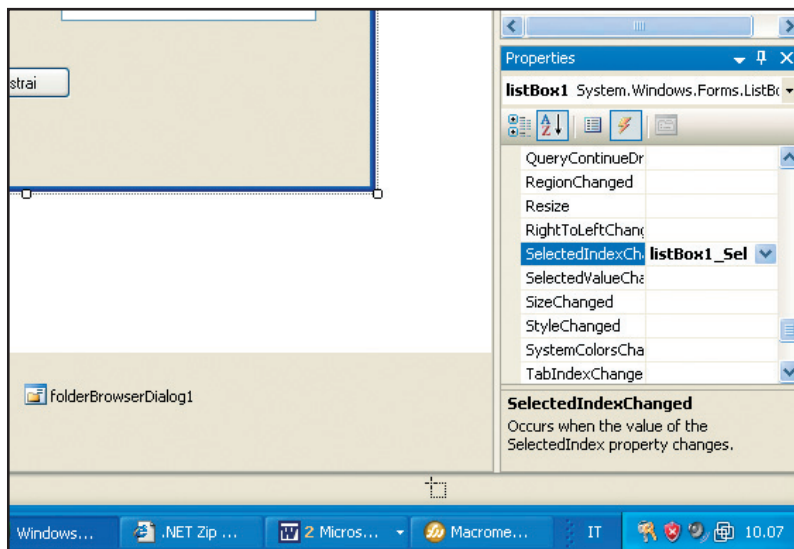 strai
Properties
listBox1 System.Windows.Forms.ListBo
QueryContinueDr
RegionChanged
Resize
RightToLeftChang
SelectedIndexCh listBox1_Sel
SelectedValueCha
SizeChanged
StyleChanged
SystemColorsCha
TabIndexChange
folderBrowserDialog1
SelectedIndexChanged
Occurs when the value of the
SelectedIndex property changes.
Windows... .NET Zip ... 2 Micros... Macrome... IT 10.07